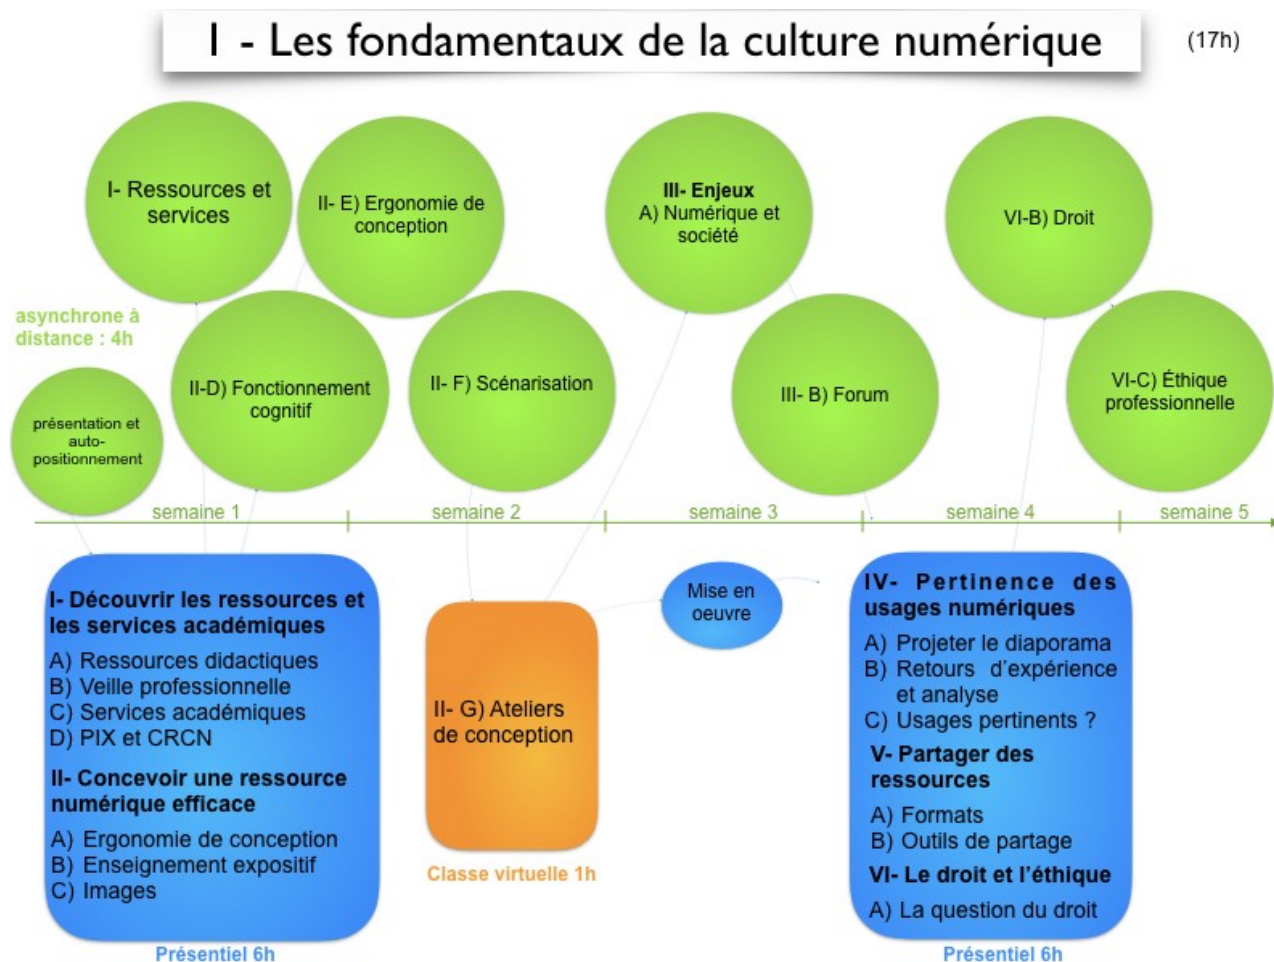 I - Les fondamentaux de la culture numérique
(17h)
I- Ressources et
services
II- E) Ergonomie de
conception
III- Enjeux
A) Numérique et
société
VI-B) Droit
asynchrone à
distance : 4h
présentation et
auto-
positionnement
II-D) Fonctionnement
cognitif
II- F) Scénarisation
III- B) Forum
VI-C) Éthique
professionnelle
semaine 1
semaine 2
semaine 3
semaine 4
semaine 5
I- Découvrir les ressources et
les services académiques
A) Ressources didactiques
B) Veille professionnelle
C) Services académiques
D) PIX et CRCN
II- Concevoir une ressource
numérique efficace
A) Ergonomie de conception
B) Enseignement expositif
C) Images
Présentiel 6h
II- G) Ateliers
de conception
Classe virtuelle 1h
Mise en
oeuvre
IV- Pertinence des
usages numériques
A) Projeter le diaporama
B) Retours d'expérience
et analyse
C) Usages pertinents ?
V- Partager des
ressources
A) Formats
B) Outils de partage
VI- Le droit et l'éthique
A) La question du droit
Présentiel 6h